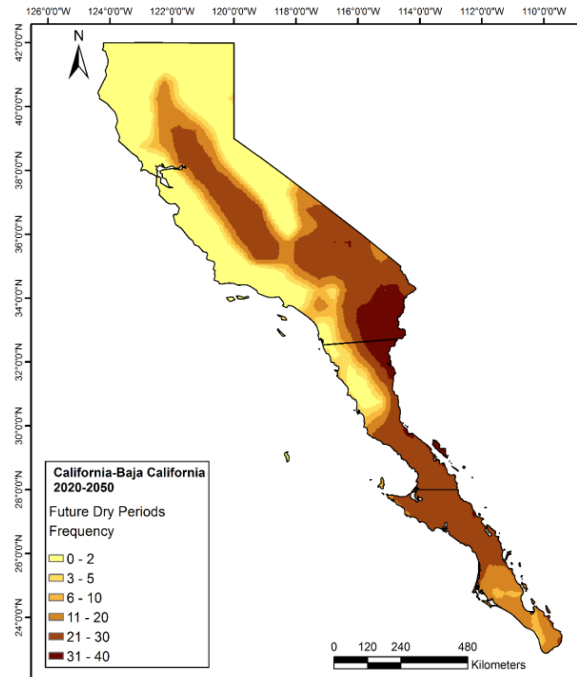 126°0'0"W 124°0'0"W 122°0'0"W 120°0'0"W 118°0'0"W 116°0'0"W 114°0'0"W 112°0'0"W 110°0'0"W
42°0'0"N
40°0'0"N
38°0'0"N
36°0'0"N
34°0'0"N
32°0'0"N
30°0'0"N
28°0'0"N
26°0'0"N
24°0'0"N
N
California-Baja California
2020-2050
Future Dry Periods
Frequency
0 - 2
3 - 5
6 - 10
11 - 20
21 - 30
31 - 40
0 120 240 480
Kilometers